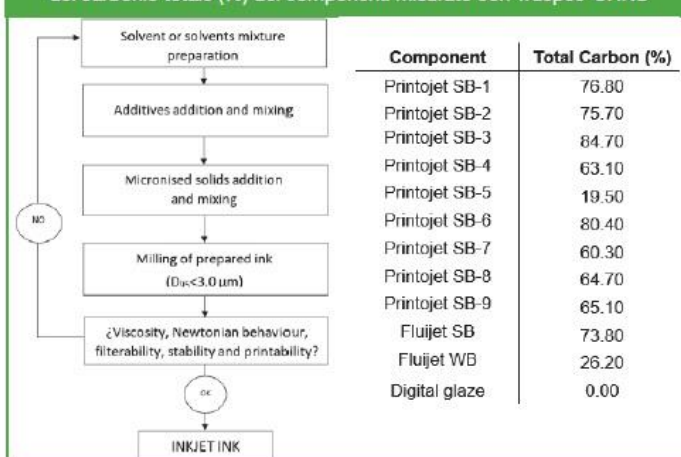 Solvent or solvents mixture
preparation
Additives addition and mixing
Micronised solids addition
and mixing
NO
Milling of prepared ink
<3.0 µm)
¿Viscosity, Newtonian behaviour,
filterability, stability and printability?
OK
INKJET INK
Component Total Carbon (%)
Printojet SB-1 76.80
Printojet SB-2 75.70
Printojet SB-3 84.70
Printojet SB-4 63.10
Printojet SB-5 19.50
Printojet SB-6 80.40
Printojet SB-7 60.30
Printojet SB-8 64.70
Printojet SB-9 65.10
Fluijet SB 73.80
Fluijet WB 26.20
Digital glaze 0.00